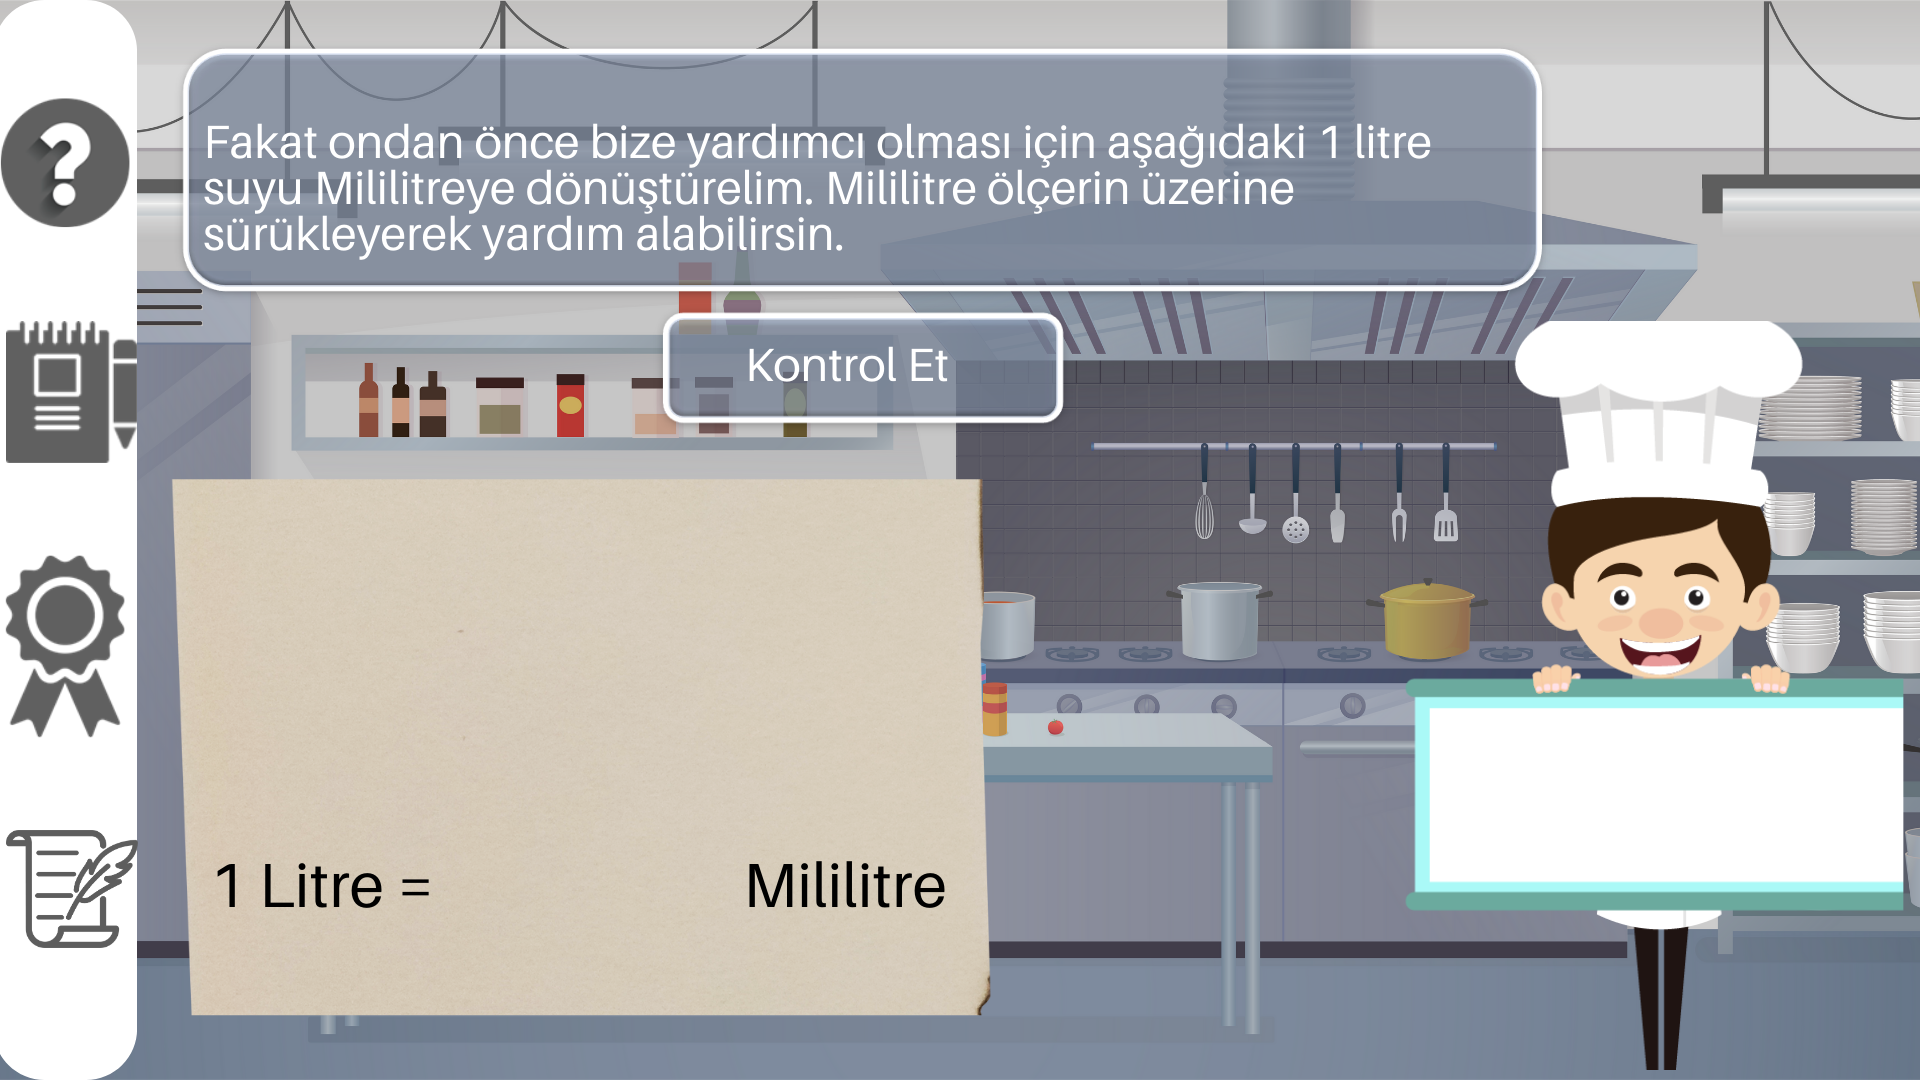 Fakat ondan önce bize yardımcı olması için aşağıdaki 1 litre
suyu Mililitreye dönüştürelim. Mililitre ölçerin üzerine
sürükleyerek yardım alabilirsin.
Kontrol Et
1 Litre = Mililitre